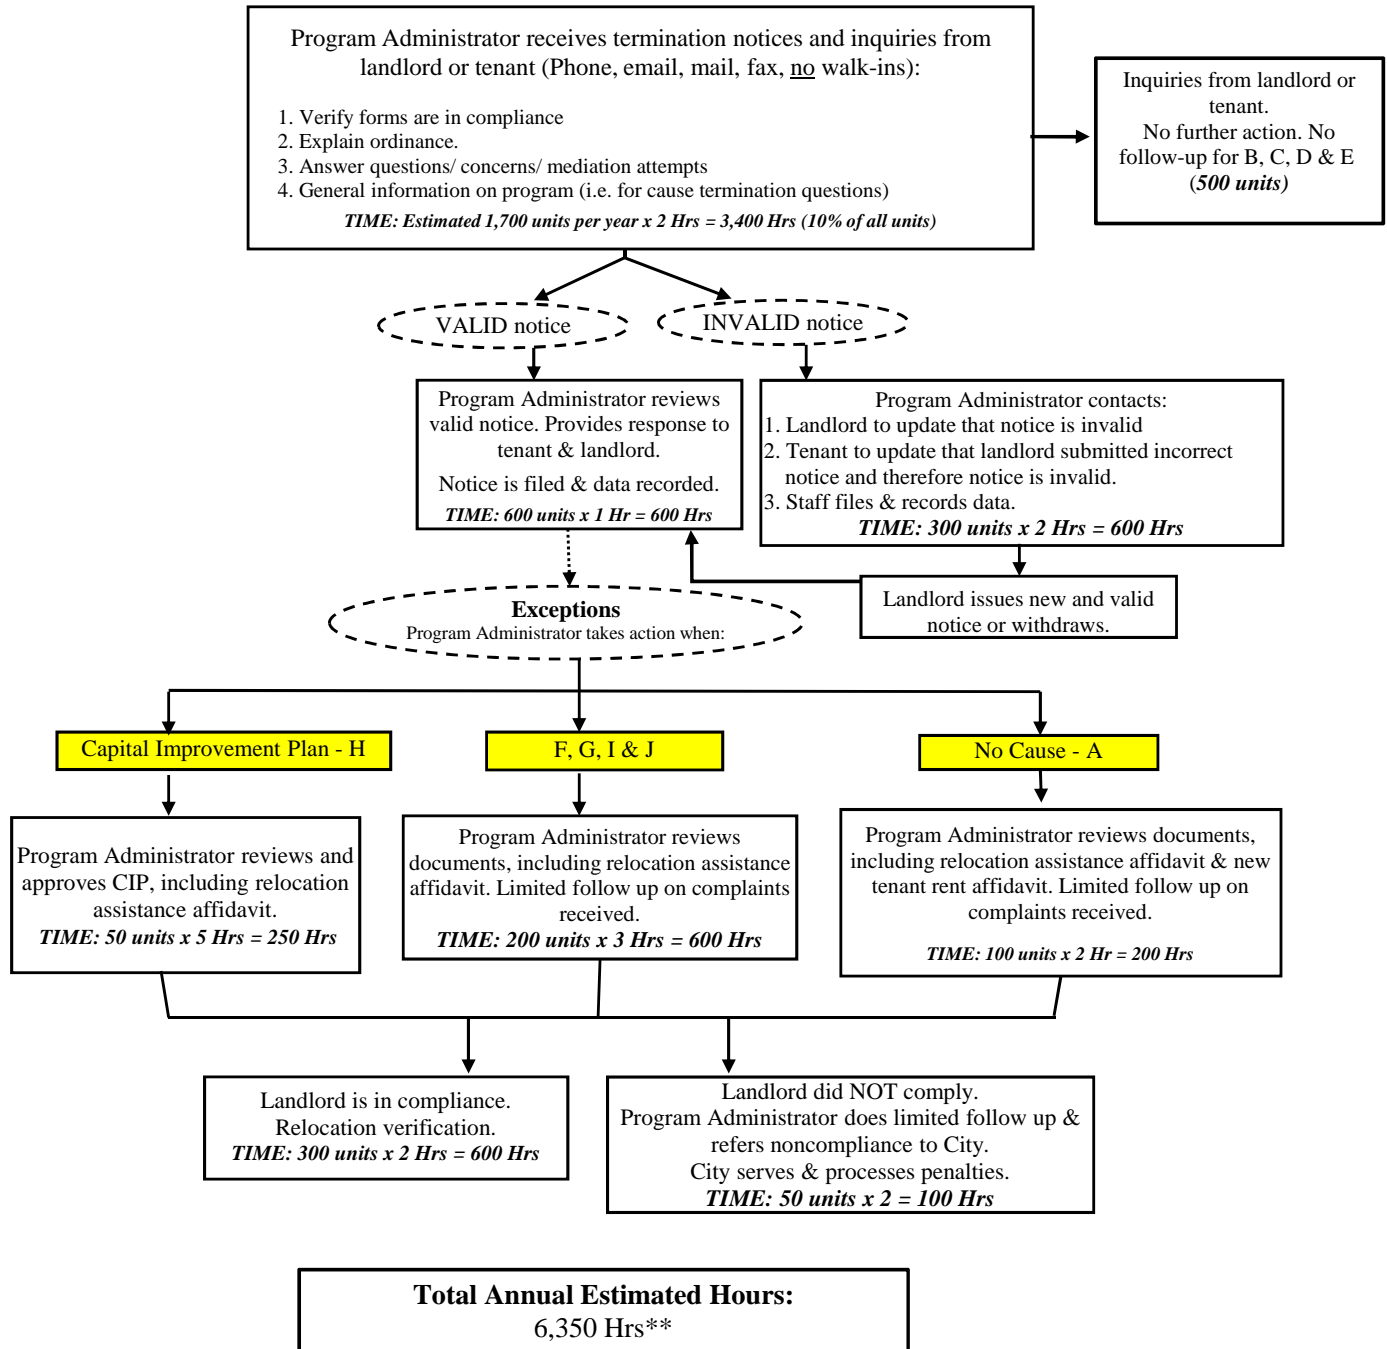 Program Administrator receives termination notices and inquiries from
landlord or tenant (Phone, email, mail, fax, no walk-ins):
1. Verify forms are in compliance
2. Explain ordinance.
3. Answer questions/ concerns/ mediation attempts
4. General information on program (i.e. for cause termination questions)
TIME: Estimated 1,700 units per year x 2 Hrs = 3,400 Hrs (10% of all units)
Inquiries from landlord or
tenant.
No further action. No
follow-up for B, C, D & E
(500 units)
VALID notice
INVALID notice
Program Administrator reviews
valid notice. Provides response to
tenant & landlord.
Notice is filed & data recorded.
TIME: 600 units x 1 Hr = 600 Hrs
Program Administrator contacts:
1. Landlord to update that notice is invalid
2. Tenant to update that landlord submitted incorrect
notice and therefore notice is invalid.
3. Staff files & records data.
TIME: 300 units x 2 Hrs = 600 Hrs
Landlord issues new and valid
notice or withdraws.
Exceptions
Program Administrator takes action when:
Capital Improvement Plan - H
F, G, I & J
No Cause - A
Program Administrator reviews and
approves CIP, including relocation
assistance affidavit.
TIME: 50 units x 5 Hrs = 250 Hrs
Program Administrator reviews
documents, including relocation assistance
affidavit. Limited follow up on complaints
received.
TIME: 200 units x 3 Hrs = 600 Hrs
Program Administrator reviews documents,
including relocation assistance affidavit & new
tenant rent affidavit. Limited follow up on
complaints received.
TIME: 100 units x 2 Hr = 200 Hrs
Landlord is in compliance.
Relocation verification.
TIME: 300 units x 2 Hrs = 600 Hrs
Landlord did NOT comply.
Program Administrator does limited follow up &
refers noncompliance to City.
City serves & processes penalties.
TIME: 50 units x 2 = 100 Hrs
Total Annual Estimated Hours:
6,350 Hrs**